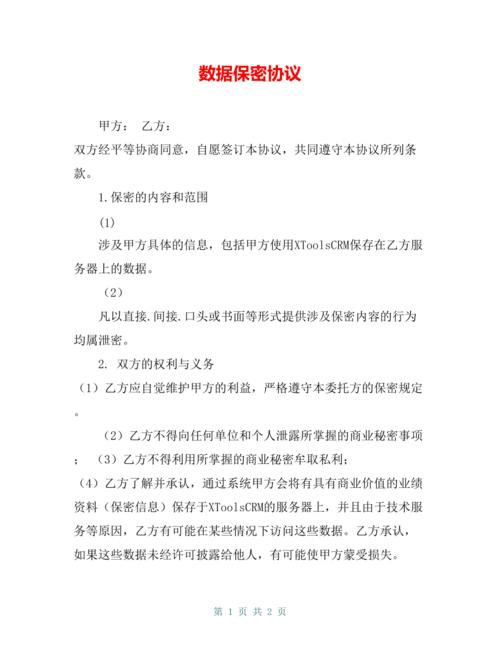 数据保密协议
甲方： 乙方：
双方经平等协商同意，自愿签订本协议，共同遵守本协议所列条
款。
1.保密的内容和范围
(1)
涉及甲方具体的信息，包括甲方使用XToolsCRM保存在乙方服
务器上的数据。
（2）
凡以直接.间接.口头或书面等形式提供涉及保密内容的行为
均属泄密。
2. 双方的权利与义务
（1）乙方应自觉维护甲方的利益，严格遵守本委托方的保密规定
。
（2）乙方不得向任何单位和个人泄露所掌握的商业秘密事项
； （3）乙方不得利用所掌握的商业秘密牟取私利；
（4）乙方了解并承认，通过系统甲方会将有具有商业价值的业绩
资料（保密信息）保存于XToolsCRM的服务器上，并且由于技术服
务等原因，乙方有可能在某些情况下访问这些数据。乙方承认，
如果这些数据未经许可披露给他人，有可能使甲方蒙受损失。
第 1 页 共 2 页